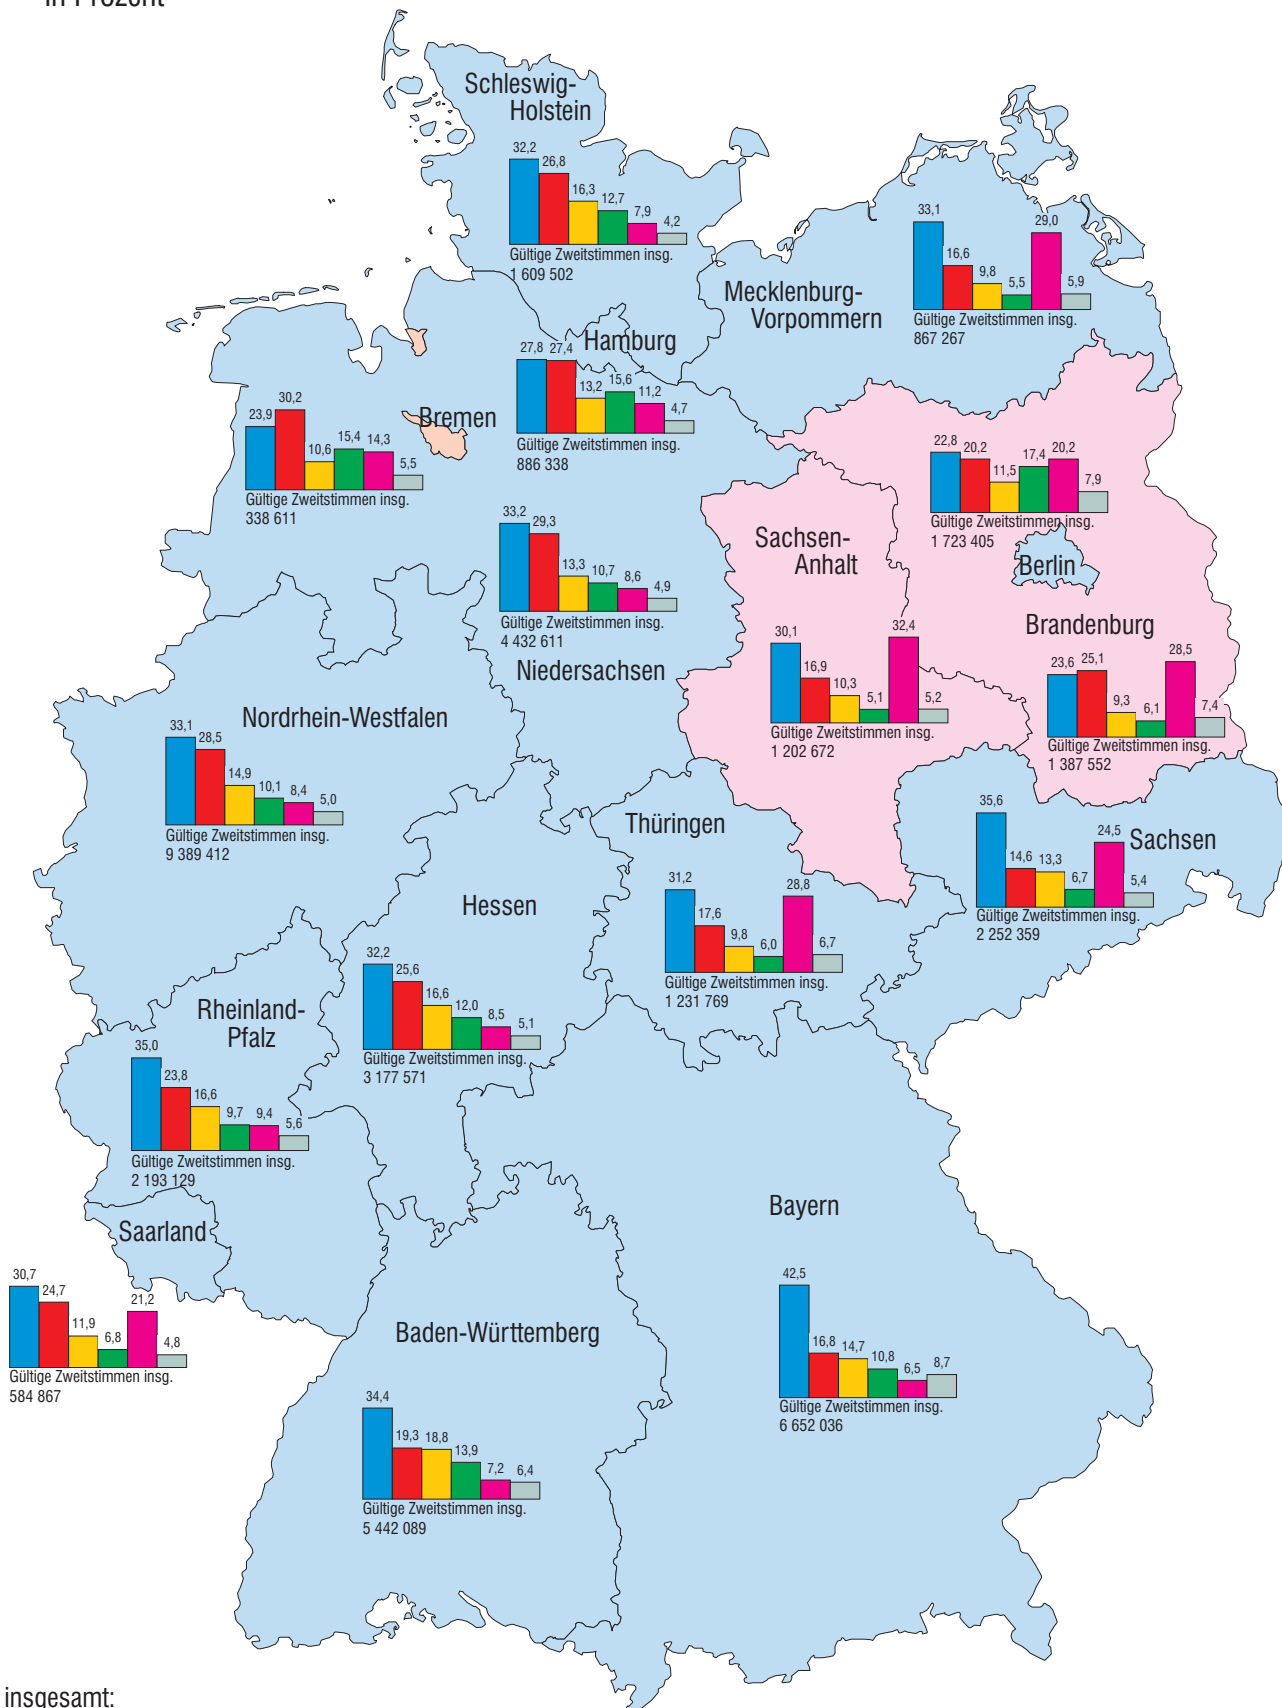 in Prozent
Schleswig-
Holstein
32,2
26,8
16,3
12,7
7,9
4,2
Gültige Zweitstimmen insg.
1 609 502
33,1
16,6
9,8
5,5
29,0
5,9
Gültige Zweitstimmen insg.
867 267
Mecklenburg-
Vorpommern
Hamburg
27,8
27,4
13,2
15,6
11,2
4,7
Gültige Zweitstimmen insg.
886 338
Bremen
23,9
30,2
10,6
15,4
14,3
5,5
Gültige Zweitstimmen insg.
338 611
22,8
20,2
11,5
17,4
20,2
7,9
Gültige Zweitstimmen insg.
1 723 405
Berlin
33,2
29,3
13,3
10,7
8,6
4,9
Gültige Zweitstimmen insg.
4 432 611
Niedersachsen
Sachsen-
Anhalt
30,1
16,9
10,3
5,1
32,4
5,2
Gültige Zweitstimmen insg.
1 202 672
Brandenburg
23,6
25,1
9,3
6,1
28,5
7,4
Gültige Zweitstimmen insg.
1 387 552
Nordrhein-Westfalen
33,1
28,5
14,9
10,1
8,4
5,0
Gültige Zweitstimmen insg.
9 389 412
Thüringen
31,2
17,6
9,8
6,0
28,8
6,7
Gültige Zweitstimmen insg.
1 231 769
Sachsen
35,6
14,6
13,3
6,7
24,5
5,4
Gültige Zweitstimmen insg.
2 252 359
Hessen
32,2
25,6
16,6
12,0
8,5
5,1
Gültige Zweitstimmen insg.
3 177 571
Rheinland-
Pfalz
35,0
23,8
16,6
9,7
9,4
5,6
Gültige Zweitstimmen insg.
2 193 129
Saarland
30,7
24,7
11,9
6,8
21,2
4,8
Gültige Zweitstimmen insg.
584 867
Bayern
42,5
16,8
14,7
10,8
6,5
8,7
Gültige Zweitstimmen insg.
6 652 036
Baden-Württemberg
34,4
19,3
18,8
13,9
7,2
6,4
Gültige Zweitstimmen insg.
5 442 089
insgesamt: